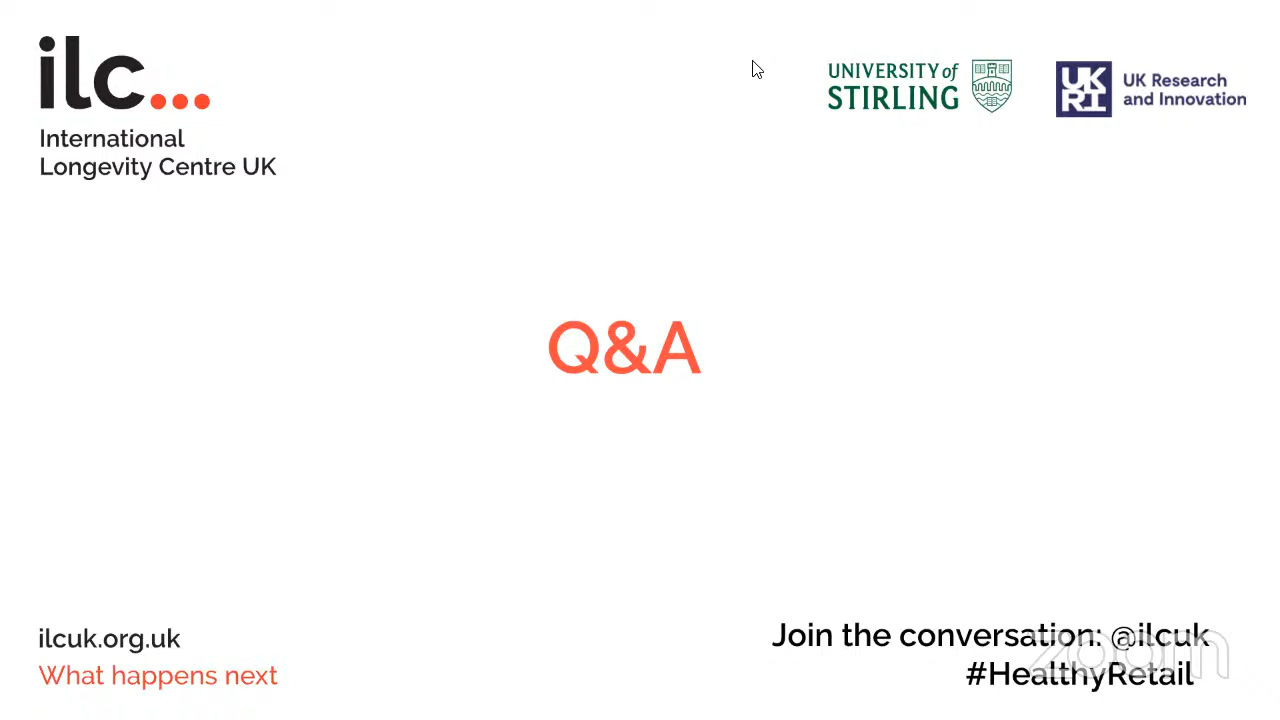 ilc...
International
Longevity Centre UK
UNIVERSITY of
STIRLING
UK
RI
UK Research
and Innovation
Q&A
ilcuk.org.uk
What happens next
Join the conversation: @ilcuk
#HealthyRetail
zoom